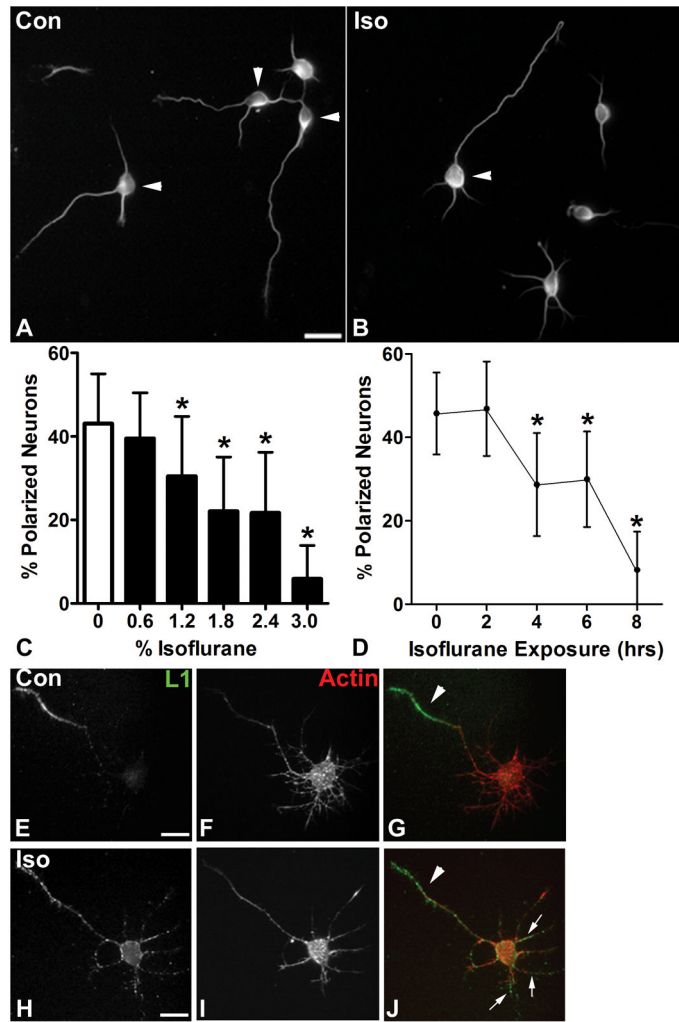 Con
A
Iso
B
60
40
20
0
% Polarized Neurons
* * * *
0 0.6 1.2 1.8 2.4 3.0
C % Isoflurane
60
40
20
0
% Polarized Neurons
* * *
0 2 4 6 8
D Isoflurane Exposure (hrs)
Con L1
E
Actin
F
G
Iso
H
I
J